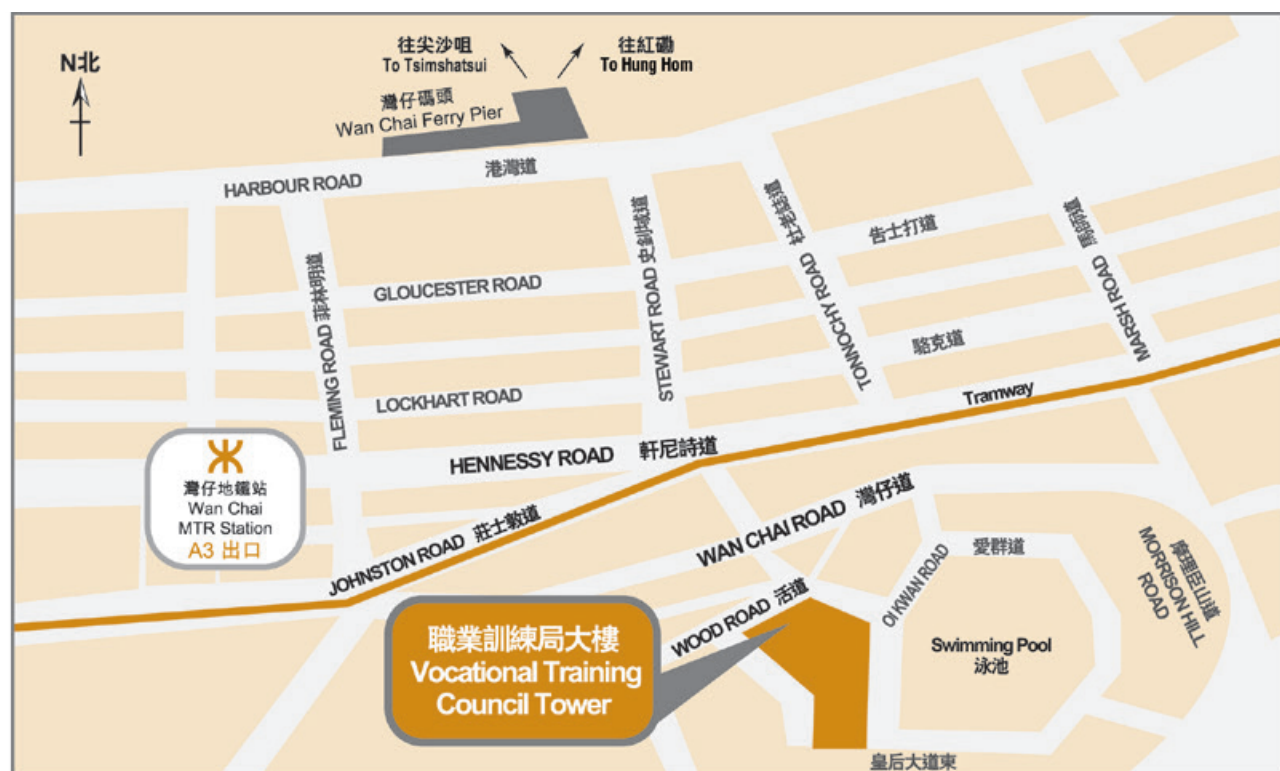 N北
往尖沙咀
To Tsimshatsui
往紅磡
To Hung Hom
灣仔碼頭
Wan Chai Ferry Pier
HARBOUR ROAD
港灣道
FLEMING ROAD 菲林明道
STEWART ROAD 史釗域道
TONNOCHY ROAD 杜老誌道
MARSH ROAD 馬師道
GLOUCESTER ROAD
告士打道
LOCKHART ROAD
駱克道
HENNESSY ROAD 軒尼詩道
Tramway
灣仔地鐵站
Wan Chai
MTR Station
A3 出口
JOHNSTON ROAD 莊士敦道
WAN CHAI ROAD 灣仔道
WOOD ROAD 活道
OI KWAN ROAD
愛群道
摩理臣山道
MORRISON HILL
ROAD
Swimming Pool
泳池
職業訓練局大樓
Vocational Training
Council Tower
皇后大道東